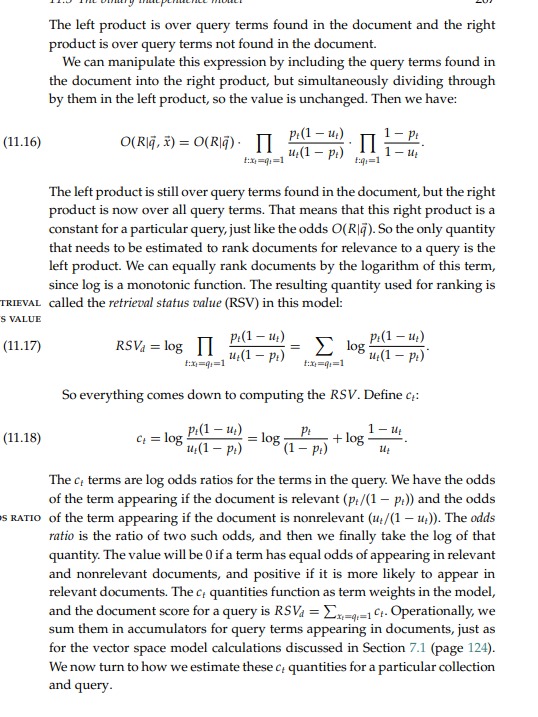 The left product is over query terms found in the document and the right
product is over query terms not found in the document.
We can manipulate this expression by including the query terms found in
the document into the right product, but simultaneously dividing through
by them in the left product, so the value is unchanged. Then we have:
(11.16) O(R|q⃗, x⃗) = O(R|q⃗) · ∏_{t:x_t=q_t=1} p_t(1 − u_t) / u_t(1 − p_t) · ∏_{t:q_t=1} (1 − p_t) / (1 − u_t).
The left product is still over query terms found in the document, but the right
product is now over all query terms. That means that this right product is a
constant for a particular query, just like the odds O(R|q⃗). So the only quantity
that needs to be estimated to rank documents for relevance to a query is the
left product. We can equally rank documents by the logarithm of this term,
since log is a monotonic function. The resulting quantity used for ranking is
TRIEVAL called the retrieval status value (RSV) in this model:
S VALUE
(11.17) RSV_d = log ∏_{t:x_t=q_t=1} p_t(1 − u_t) / u_t(1 − p_t) = ∑_{t:x_t=q_t=1} log p_t(1 − u_t) / u_t(1 − p_t).
So everything comes down to computing the RSV. Define c_t:
(11.18) c_t = log p_t(1 − u_t) / u_t(1 − p_t) = log p_t / (1 − p_t) + log (1 − u_t) / u_t.
The c_t terms are log odds ratios for the terms in the query. We have the odds
of the term appearing if the document is relevant (p_t/(1 − p_t)) and the odds
S RATIO of the term appearing if the document is nonrelevant (u_t/(1 − u_t)). The odds
ratio is the ratio of two such odds, and then we finally take the log of that
quantity. The value will be 0 if a term has equal odds of appearing in relevant
and nonrelevant documents, and positive if it is more likely to appear in
relevant documents. The c_t quantities function as term weights in the model,
and the document score for a query is RSV_d = ∑_{x_t=q_t=1} c_t. Operationally, we
sum them in accumulators for query terms appearing in documents, just as
for the vector space model calculations discussed in Section 7.1 (page 124).
We now turn to how we estimate these c_t quantities for a particular collection
and query.